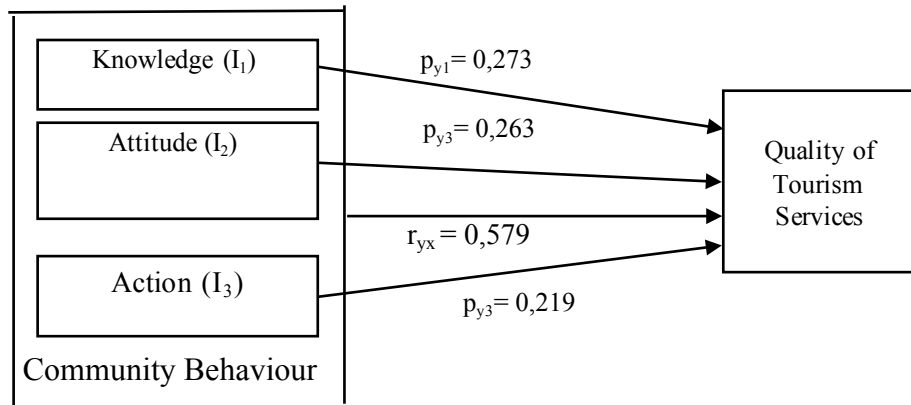 Knowledge (I₁)
p_y1= 0,273
Attitude (I₂)
p_y3= 0,263
Quality of
Tourism
Services
r_yx = 0,579
Action (I₃)
p_y3= 0,219
Community Behaviour